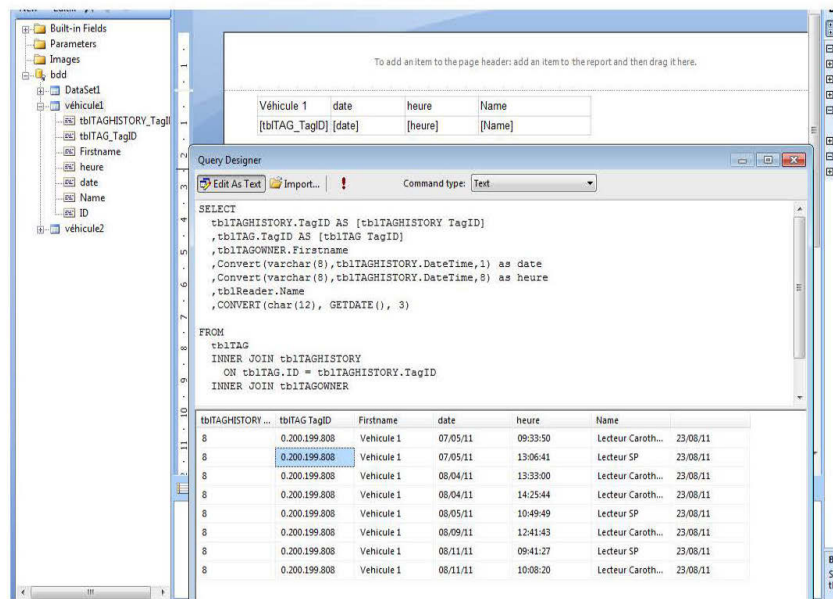 Built-in Fields
Parameters
Images
bdd
DataSet1
véhicule1
tblTAGHISTORY_TagI
tblTAG_TagID
Firstname
heure
date
Name
ID
véhicule2
To add an item to the page header: add an item to the report and then drag it here.
Véhicule 1 date heure Name
[tblTAG_TagID] [date] [heure] [Name]
Query Designer
Edit As Text Import... ! Command type: Text
SELECT
tblTAGHISTORY.TagID AS [tblTAGHISTORY TagID]
,tblTAG.TagID AS [tblTAG TagID]
,tblTAGOWNER.Firstname
,Convert(varchar(8),tblTAGHISTORY.DateTime,1) as date
,Convert(varchar(8),tblTAGHISTORY.DateTime,8) as heure
,tblReader.Name
,CONVERT(char(12), GETDATE(), 3)
FROM
tblTAG
INNER JOIN tblTAGHISTORY
ON tblTAG.ID = tblTAGHISTORY.TagID
INNER JOIN tblTAGOWNER
tblTAGHISTORY ... tblTAG TagID Firstname date heure Name
8 0.200.199.808 Vehicule 1 07/05/11 09:33:50 Lecteur Caroth... 23/08/11
8 0.200.199.808 Vehicule 1 07/05/11 13:06:41 Lecteur SP 23/08/11
8 0.200.199.808 Vehicule 1 08/04/11 13:33:00 Lecteur Caroth... 23/08/11
8 0.200.199.808 Vehicule 1 08/04/11 14:25:44 Lecteur Caroth... 23/08/11
8 0.200.199.808 Vehicule 1 08/05/11 10:49:49 Lecteur SP 23/08/11
8 0.200.199.808 Vehicule 1 08/09/11 12:41:43 Lecteur Caroth... 23/08/11
8 0.200.199.808 Vehicule 1 08/11/11 09:41:27 Lecteur SP 23/08/11
8 0.200.199.808 Vehicule 1 08/11/11 10:08:20 Lecteur Caroth... 23/08/11